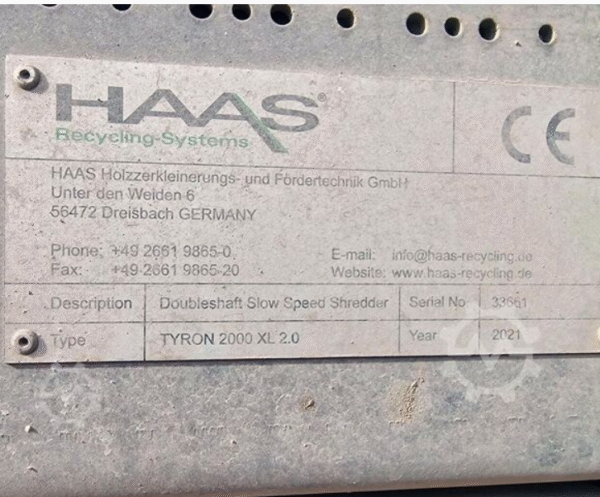 HAAS®
Recycling-Systems
CE
HAAS Holzzerkleinerungs- und Fördertechnik GmbH
Unter den Weiden 6
56472 Dreisbach GERMANY
Phone: +49 2661 9865-0 E-mail: info@haas-recycling.de
Fax: +49 2661 9865-20 Website: www.haas-recycling.de
Description Doubleshaft Slow Speed Shredder Serial No. 33661
Type TYRON 2000 XL 2.0 Year 2021